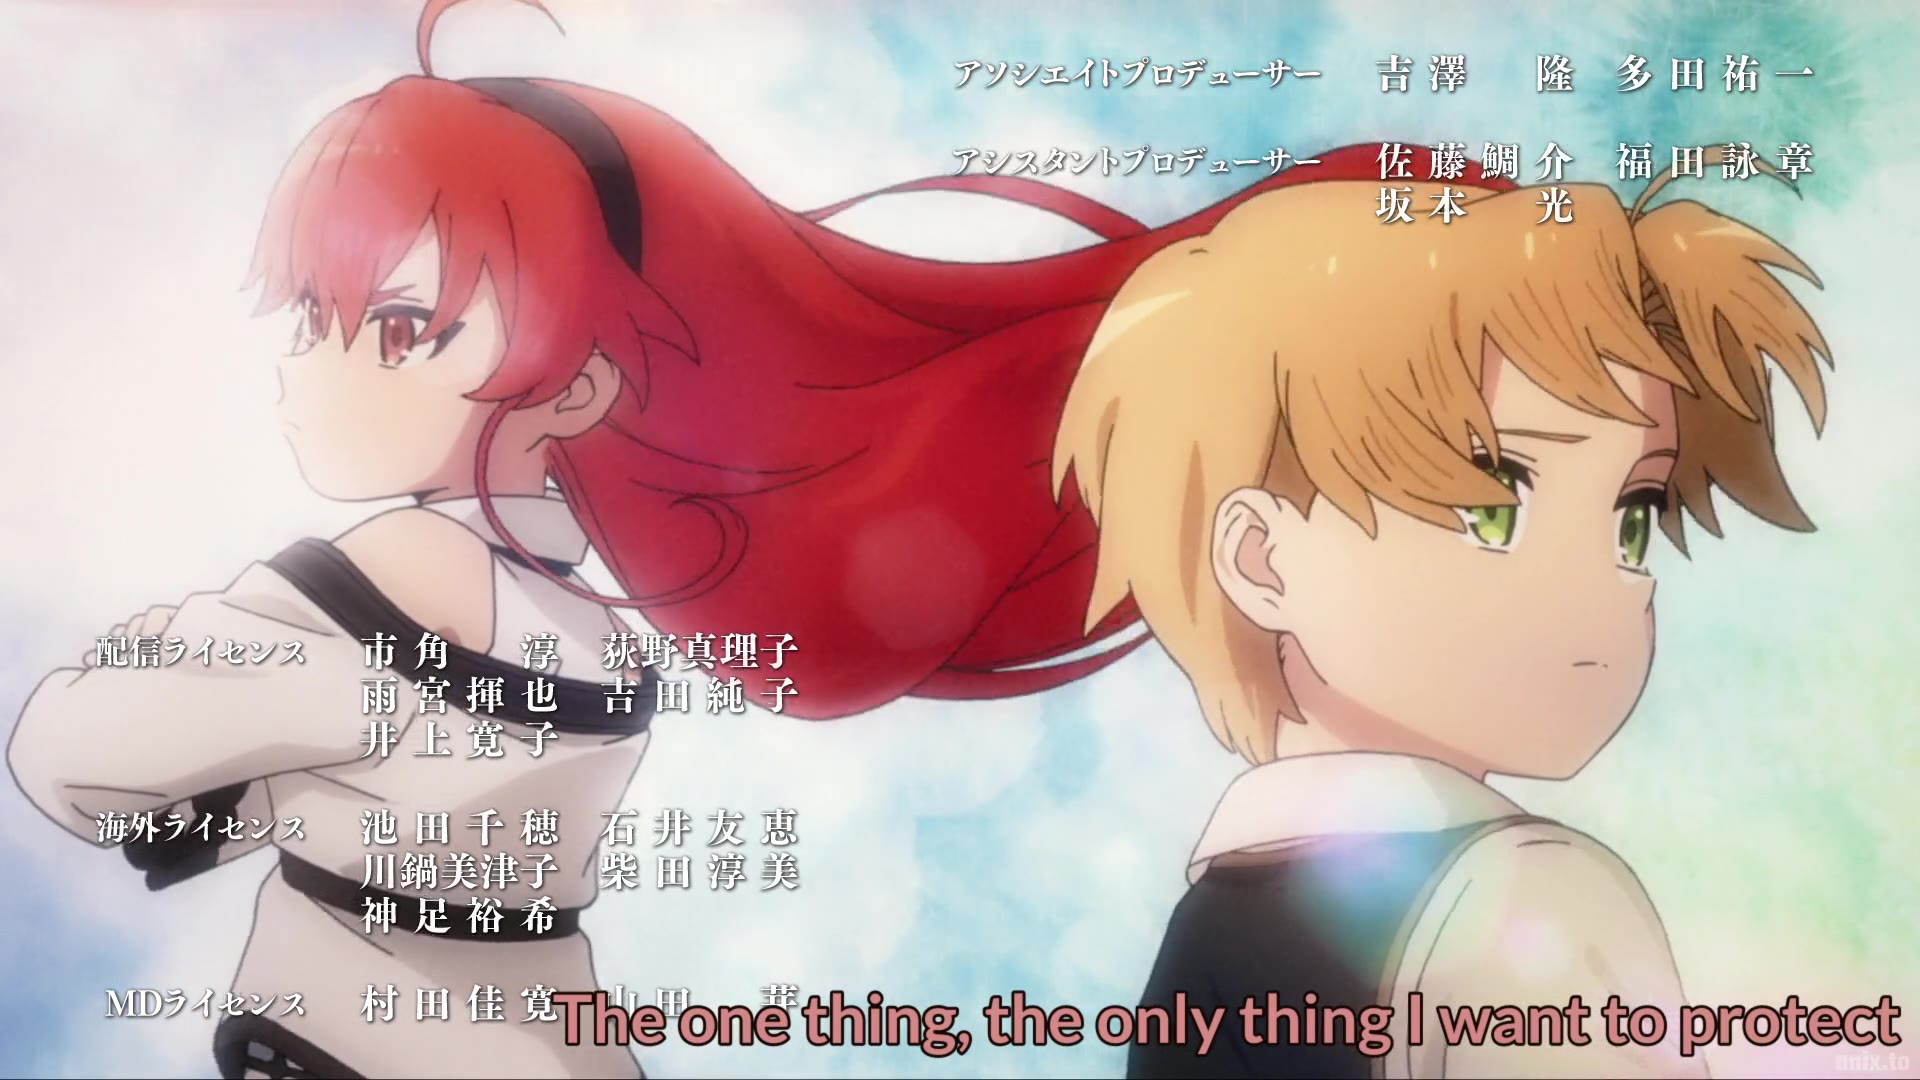 アソシエイトプロデューサー 吉澤 隆 多田祐一
アシスタントプロデューサー 佐藤鯛介 福田詠章
坂本 光
配信ライセンス 市角 淳 荻野真理子
雨宮揮也 吉田純子
井上寛子
海外ライセンス 池田千穂 石井友恵
川鍋美津子 柴田淳美
神足裕希
MDライセンス 村田佳寛 山田
The one thing, the only thing I want to protect
anix.to